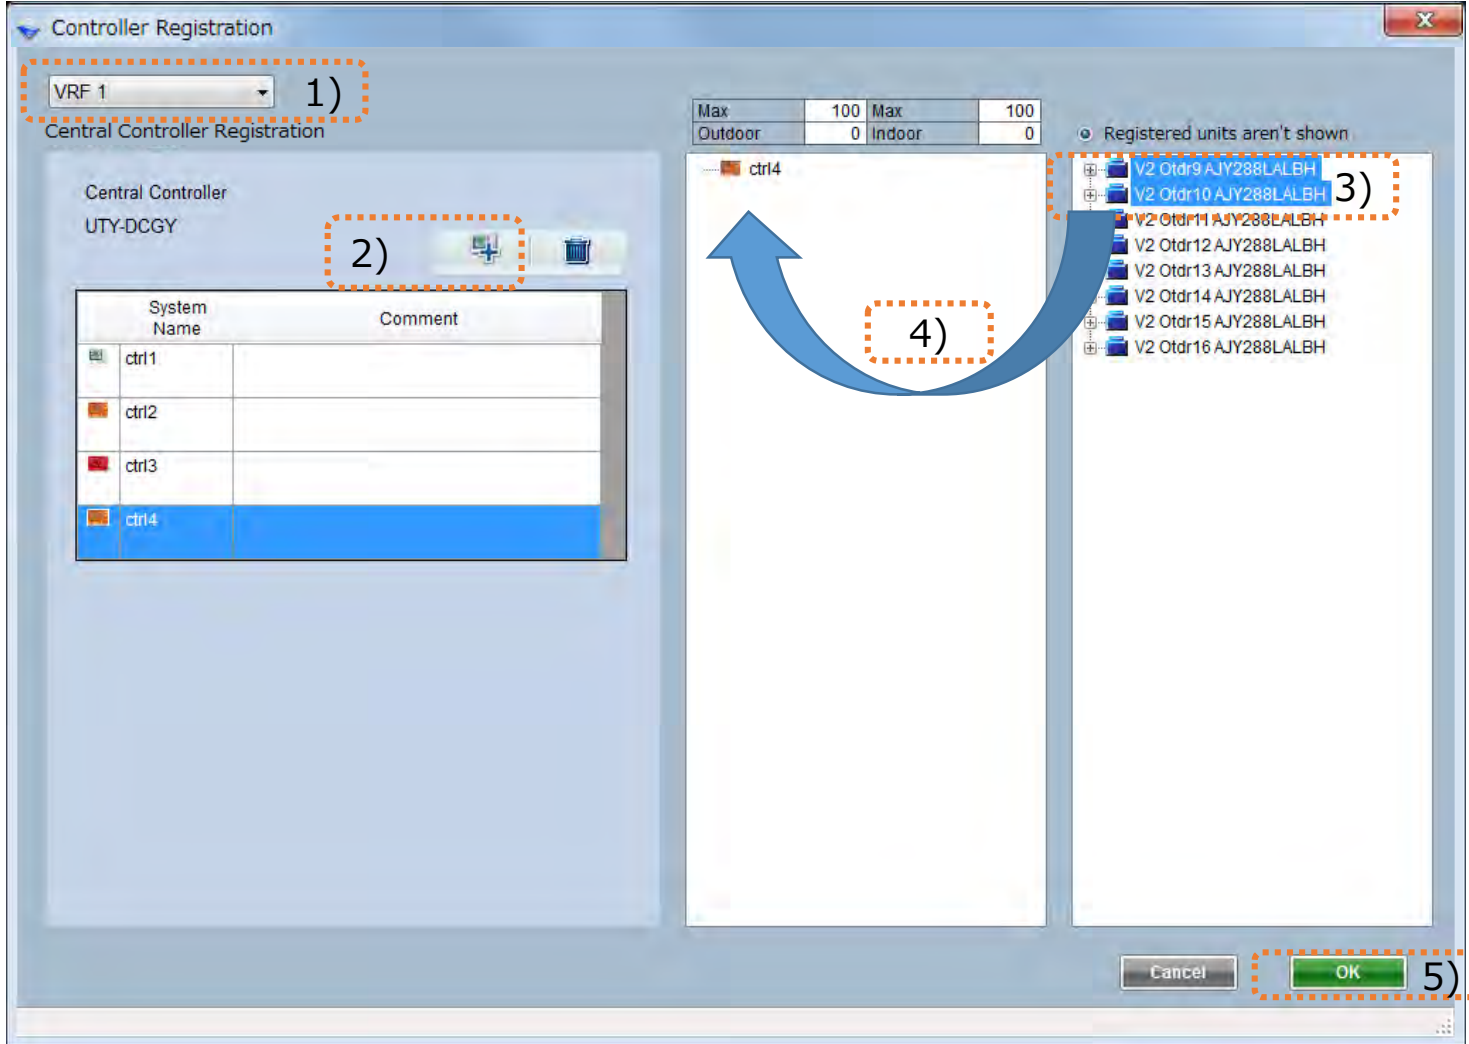 Controller Registration
X
VRF 1
1)
Central Controller Registration
Central Controller
UTY-DCGY
2)
System Name
Comment
ctrl1
ctrl2
ctrl3
ctrl4
Max 100 Max 100
Outdoor 0 Indoor 0
ctrl4
4)
Registered units aren't shown
V2 Otdr9 AJY288LALBH
V2 Otdr10 AJY288LALBH
3)
V2 Otdr11 AJY288LALBH
V2 Otdr12 AJY288LALBH
V2 Otdr13 AJY288LALBH
V2 Otdr14 AJY288LALBH
V2 Otdr15 AJY288LALBH
V2 Otdr16 AJY288LALBH
Cancel
OK
5)